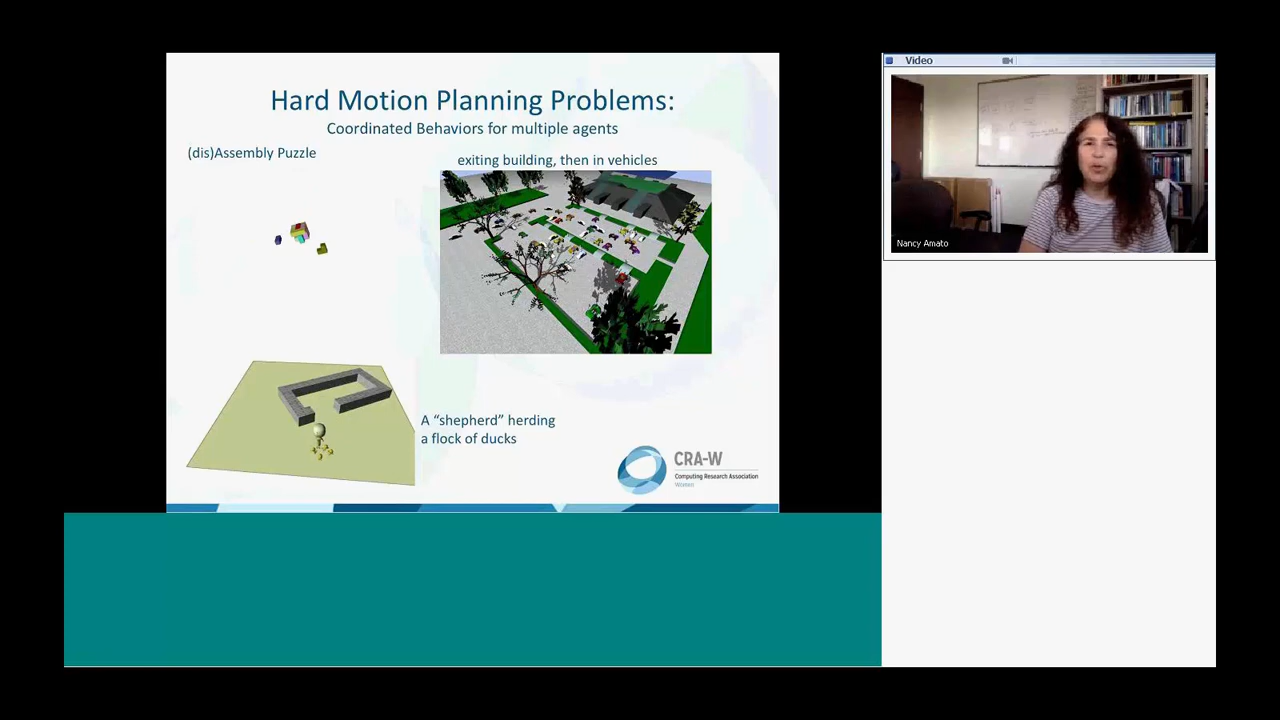 Hard Motion Planning Problems:
Coordinated Behaviors for multiple agents
(dis)Assembly Puzzle
exiting building, then in vehicles
A “shepherd” herding
a flock of ducks
CRA-W
Computing Research Association
Women
Video
Nancy Amato